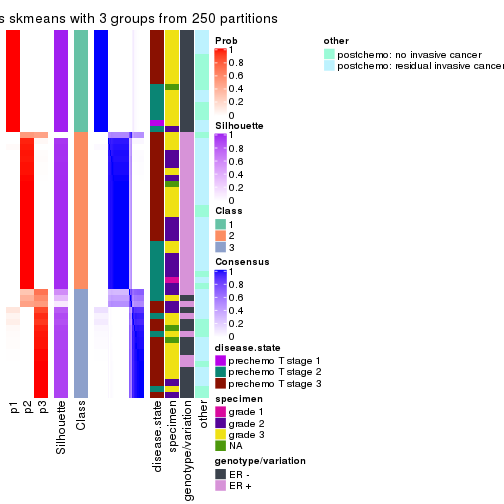 s skmeans with 3 groups from 250 partitions
Prob
1
0.8
0.6
0.4
0.2
0
Silhouette
1
0.8
0.6
0.4
0.2
0
Class
1
2
3
Consensus
1
0.8
0.6
0.4
0.2
0
disease.state
prechemo T stage 1
prechemo T stage 2
prechemo T stage 3
specimen
grade 1
grade 2
grade 3
NA
genotype/variation
ER -
ER +
other
postchemo: no invasive cancer
postchemo: residual invasive cancer
p1
p2
p3
Silhouette
Class
disease.state
specimen
genotype/variation
other